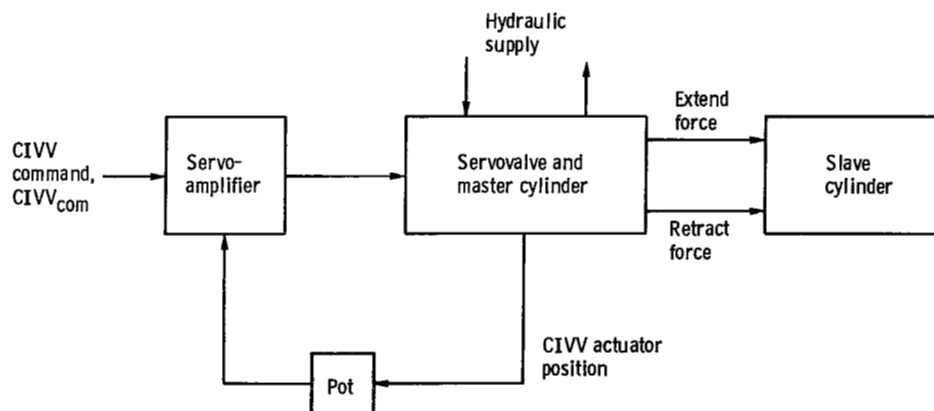 Hydraulic
supply
CIVV
command,
CIVVcom
Servo-
amplifier
Servovalve and
master cylinder
Extend
force
Retract
force
Slave
cylinder
CIVV actuator
position
Pot